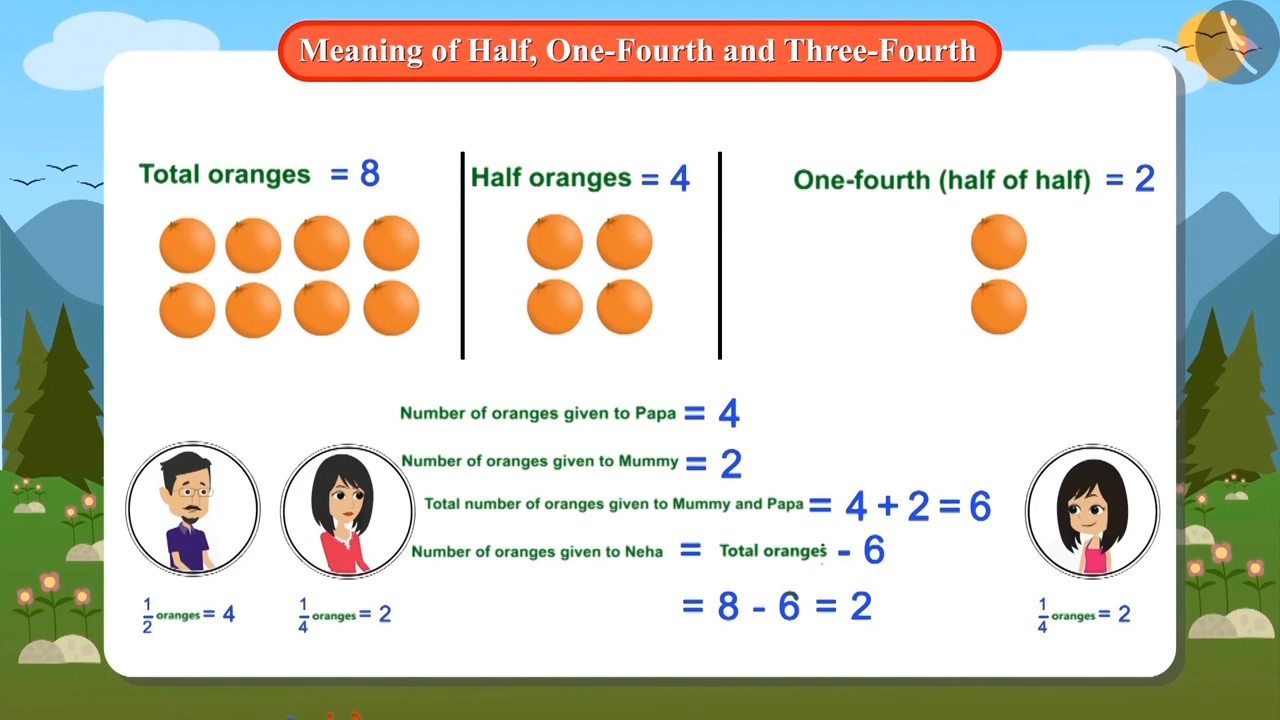 Meaning of Half, One-Fourth and Three-Fourth
Total oranges = 8
Half oranges = 4
One-fourth (half of half) = 2
Number of oranges given to Papa = 4
Number of oranges given to Mummy = 2
Total number of oranges given to Mummy and Papa = 4 + 2 = 6
Number of oranges given to Neha = Total oranges - 6
= 8 - 6 = 2
1/2 oranges = 4
1/4 oranges = 2
1/4 oranges = 2